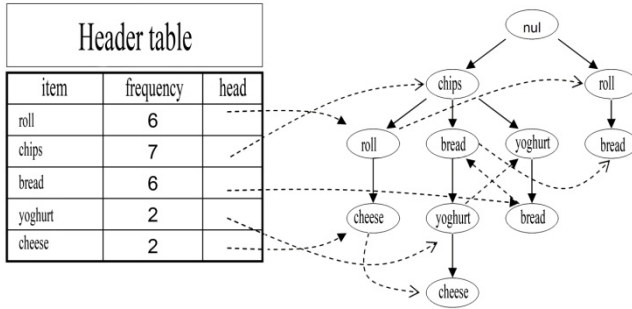 Header table
item frequency head
roll 6
chips 7
bread 6
yoghurt 2
cheese 2
nul
chips roll
roll bread yoghurt bread
cheese yoghurt bread
cheese